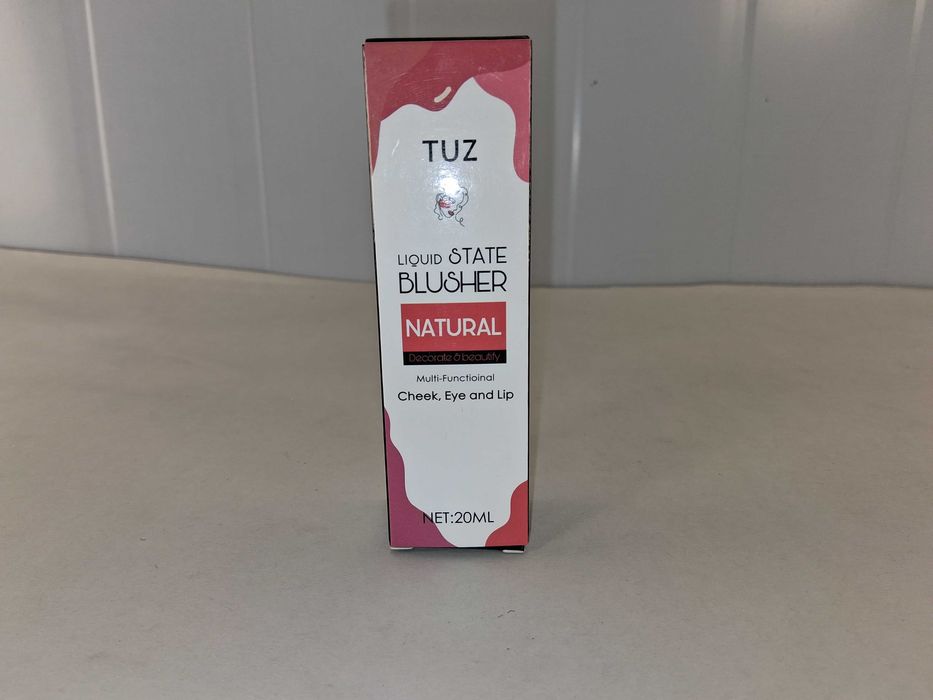 TUZ
LIQUID STATE
BLUSHER
NATURAL
Decorate & beautify
Multi-Functioinal
Cheek, Eye and Lip
NET:20ML